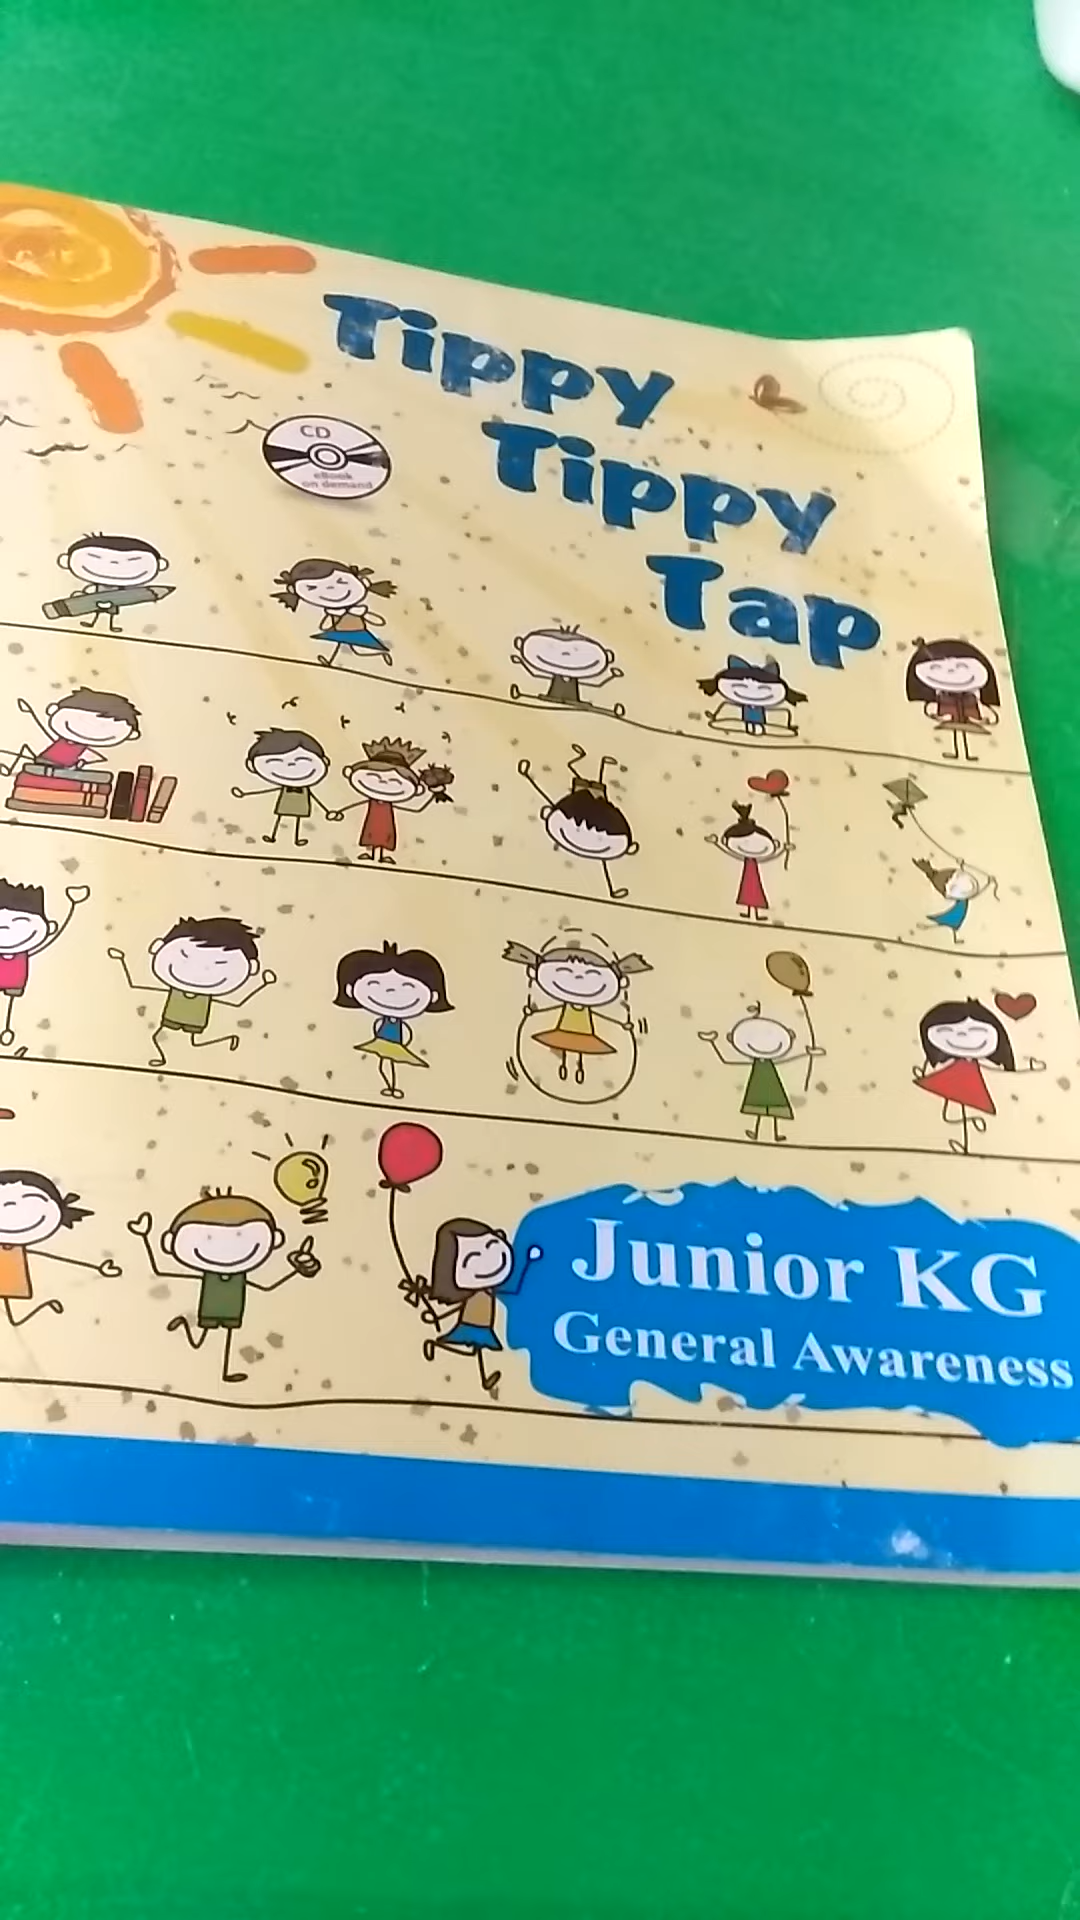 Tippy
Tippy
Tap
CD
eBook
on demand
Junior KG
General Awareness